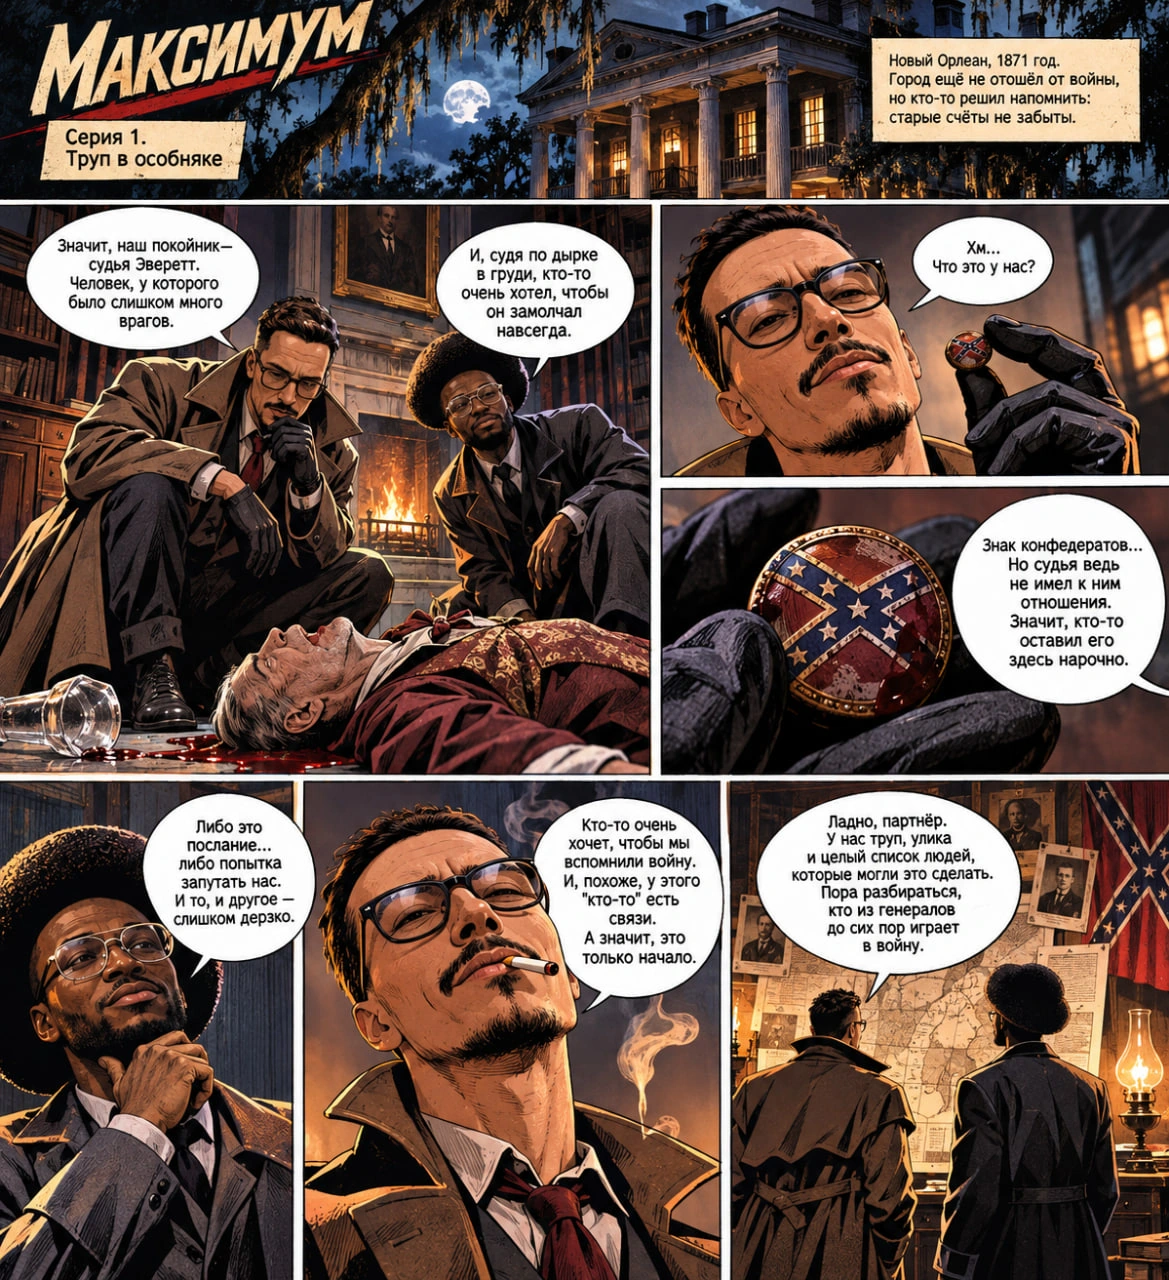 МАКСИМУМ
Серия 1.
Труп в особняке
Новый Орлеан, 1871 год.
Город ещё не отошёл от войны,
но кто-то решил напомнить:
старые счёты не забыты.
Значит, наш покойник—
судья Эверетт.
Человек, у которого
было слишком много
врагов.
И, судя по дырке
в груди, кто-то
очень хотел, чтобы
он замолчал
навсегда.
Хм...
Что это у нас?
Знак конфедератов...
Но судья ведь
не имел к ним
отношения.
Значит, кто-то
оставил его
здесь нарочно.
Либо это
послание...
либо попытка
запутать нас.
И то, и другое —
слишком дерзко.
Кто-то очень
хочет, чтобы мы
вспомнили войну.
И, похоже, у этого
"кто-то" есть
связи.
А значит, это
только начало.
Ладно, партнёр.
У нас труп, улика
и целый список людей,
которые могли это сделать.
Пора разбираться,
кто из генералов
до сих пор играет
в войну.